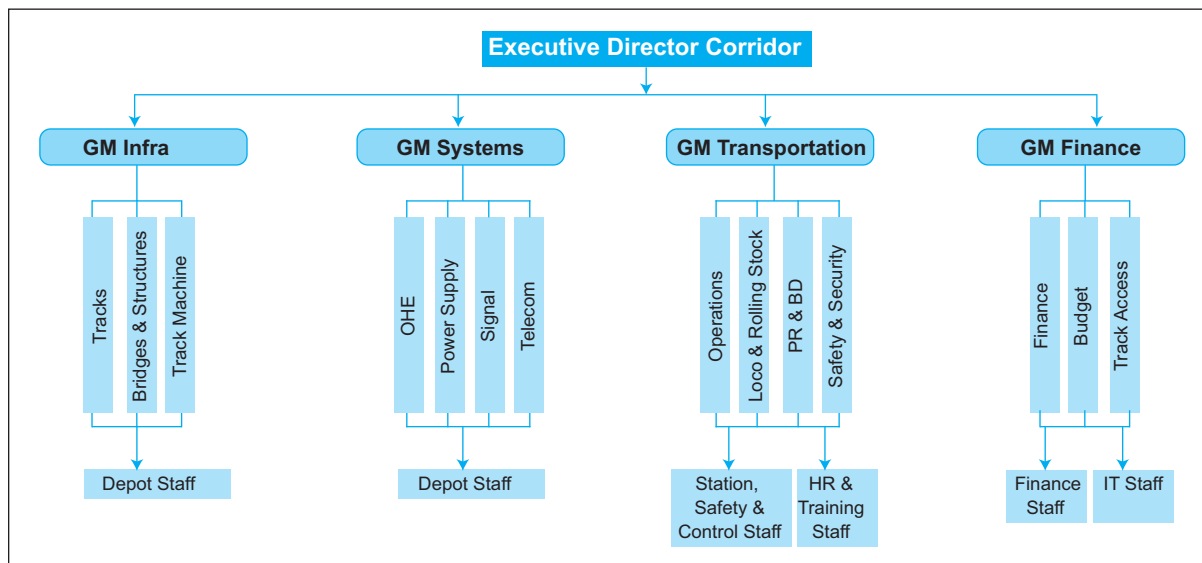 Executive Director Corridor
GM Infra
GM Systems
GM Transportation
GM Finance
Tracks
Bridges & Structures
Track Machine
OHE
Power Supply
Signal
Telecom
Operations
Loco & Rolling Stock
PR & BD
Safety & Security
Finance
Budget
Track Access
Depot Staff
Depot Staff
Station,
Safety &
Control Staff
HR &
Training
Staff
Finance
Staff
IT Staff